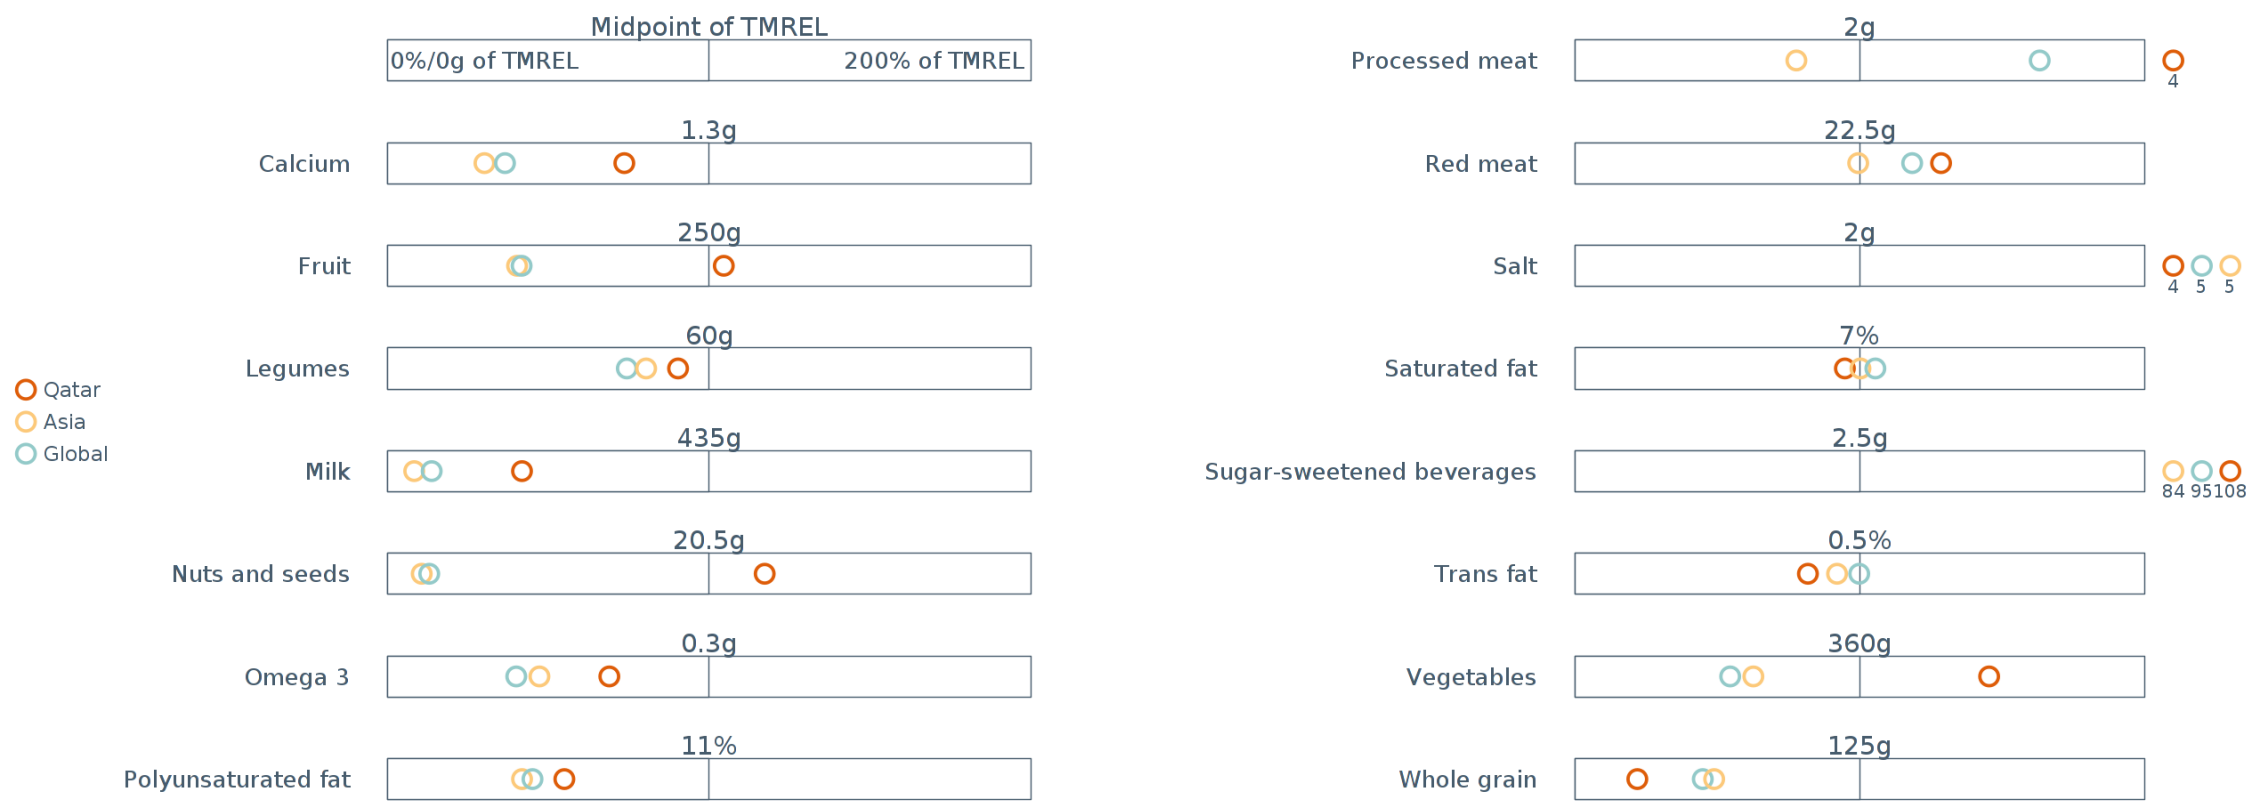 Midpoint of TMREL
0%/0g of TMREL
200% of TMREL
1.3g
Calcium
250g
Fruit
60g
Legumes
435g
Milk
20.5g
Nuts and seeds
0.3g
Omega 3
11%
Polyunsaturated fat
Qatar
Asia
Global
2g
Processed meat
4
22.5g
Red meat
2g
Salt
4 5 5
7%
Saturated fat
2.5g
Sugar-sweetened beverages
84 95 108
0.5%
Trans fat
360g
Vegetables
125g
Whole grain